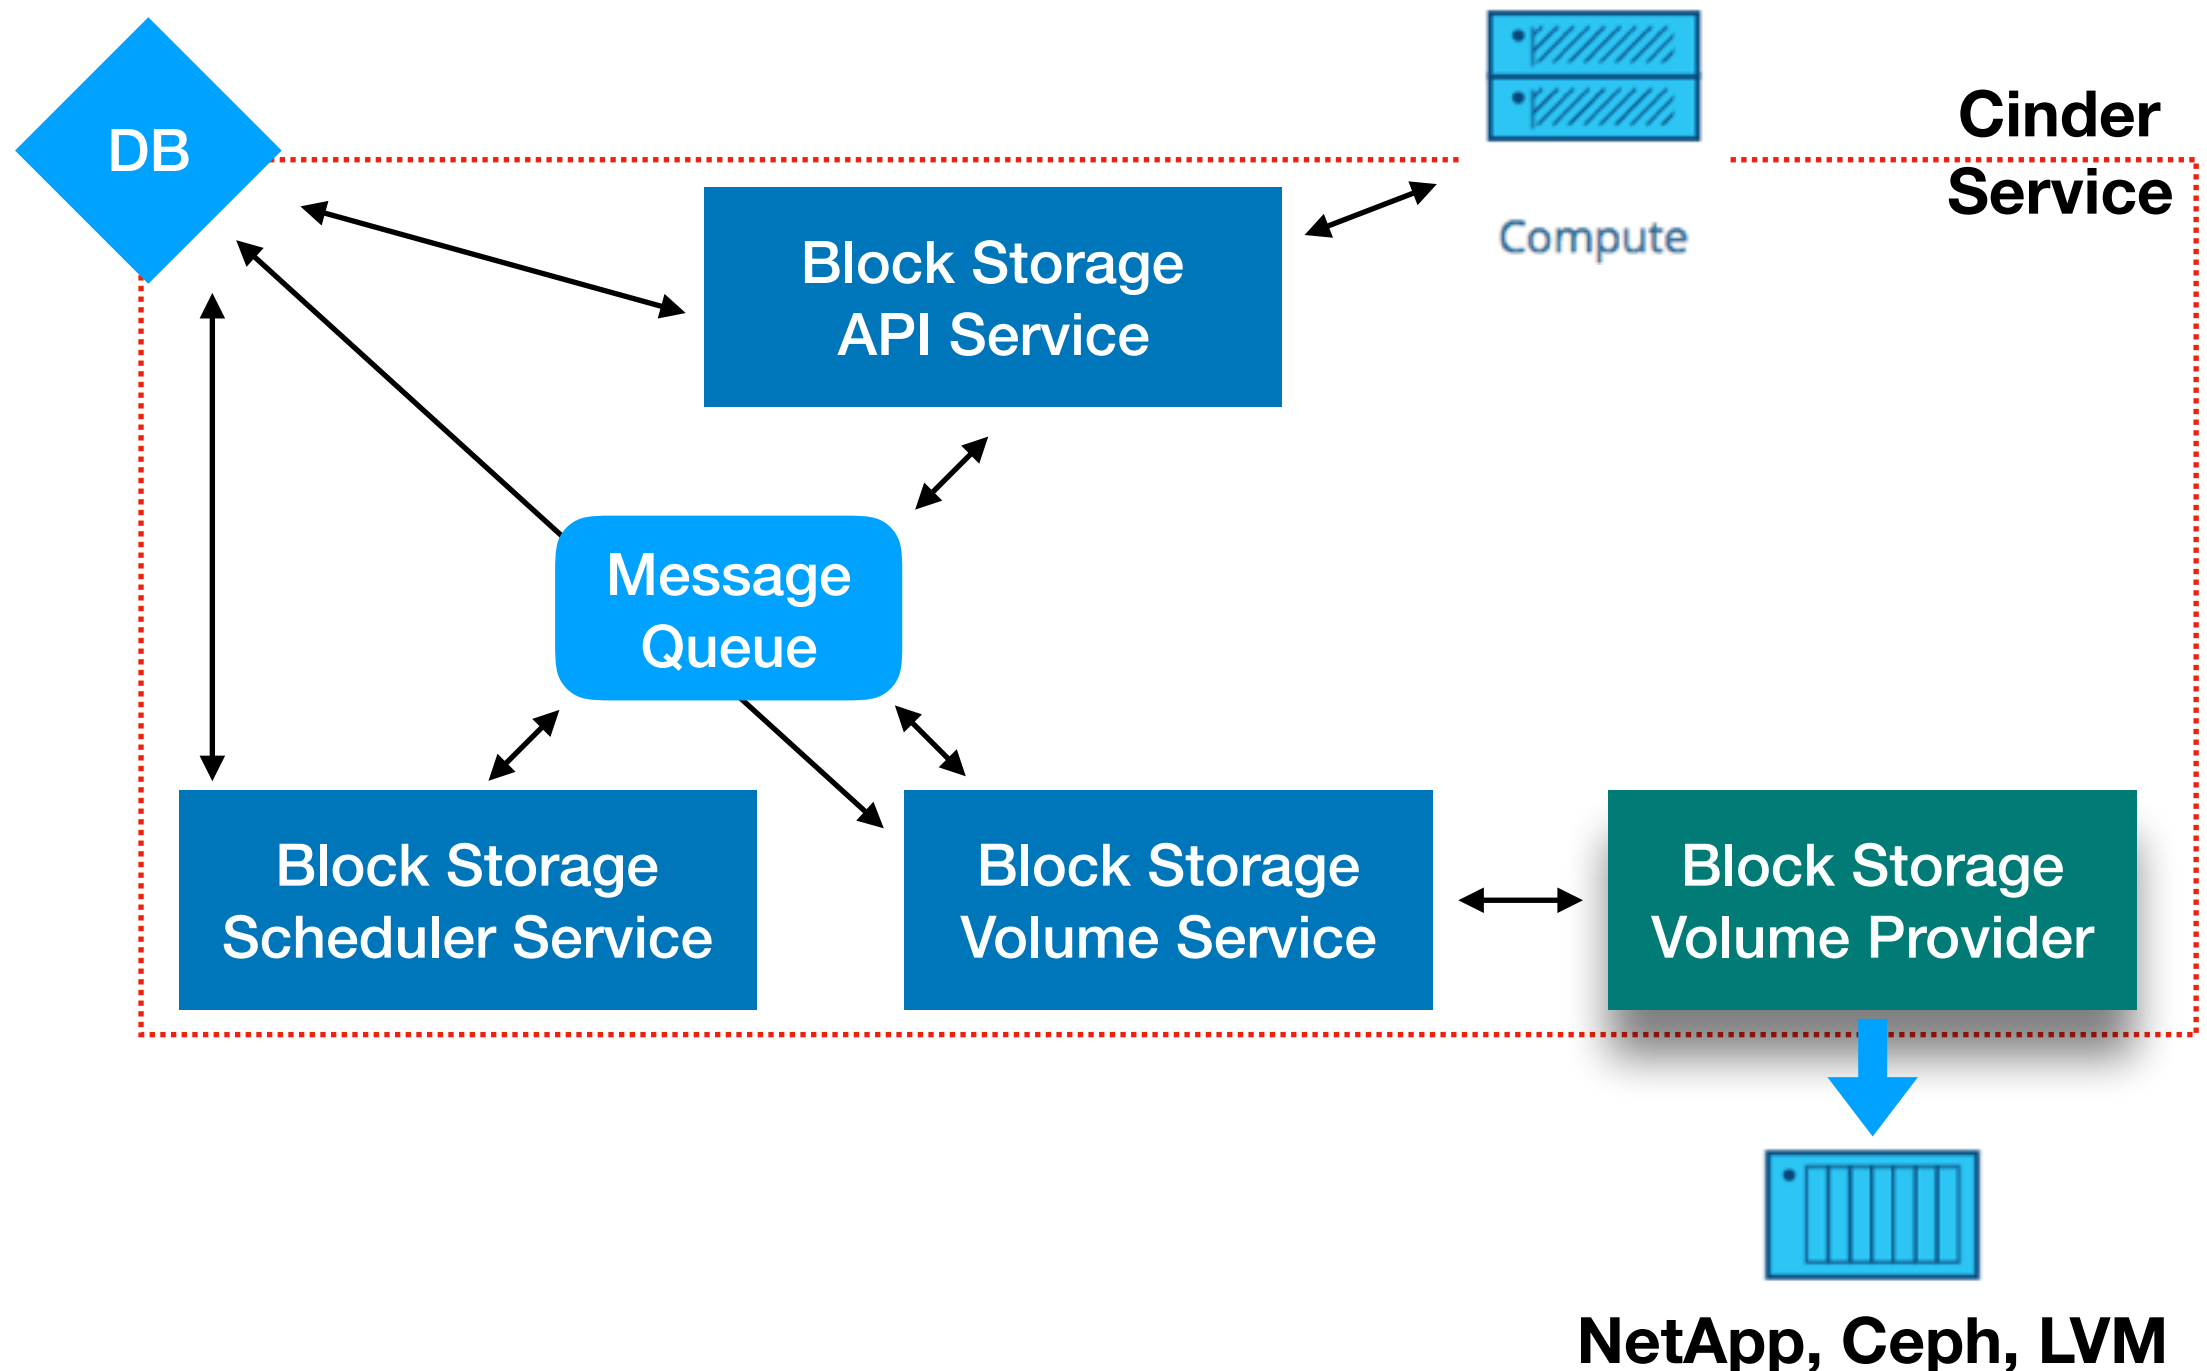 DB
Cinder
Service
Compute
Block Storage
API Service
Message
Queue
Block Storage
Scheduler Service
Block Storage
Volume Service
Block Storage
Volume Provider
NetApp, Ceph, LVM